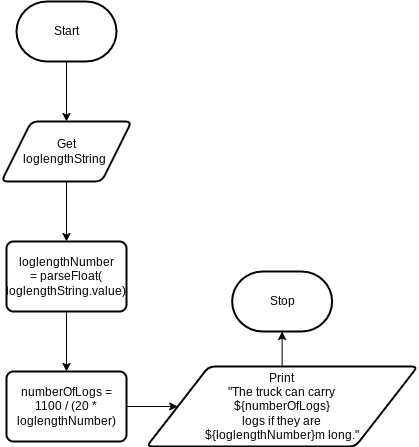 Start
Get
loglengthString
loglengthNumber
= parseFloat(
loglengthString.value)
numberOfLogs =
1100 / (20 *
loglengthNumber)
Print
"The truck can carry
${numberOfLogs}
logs if they are
${loglengthNumber}m long."
Stop